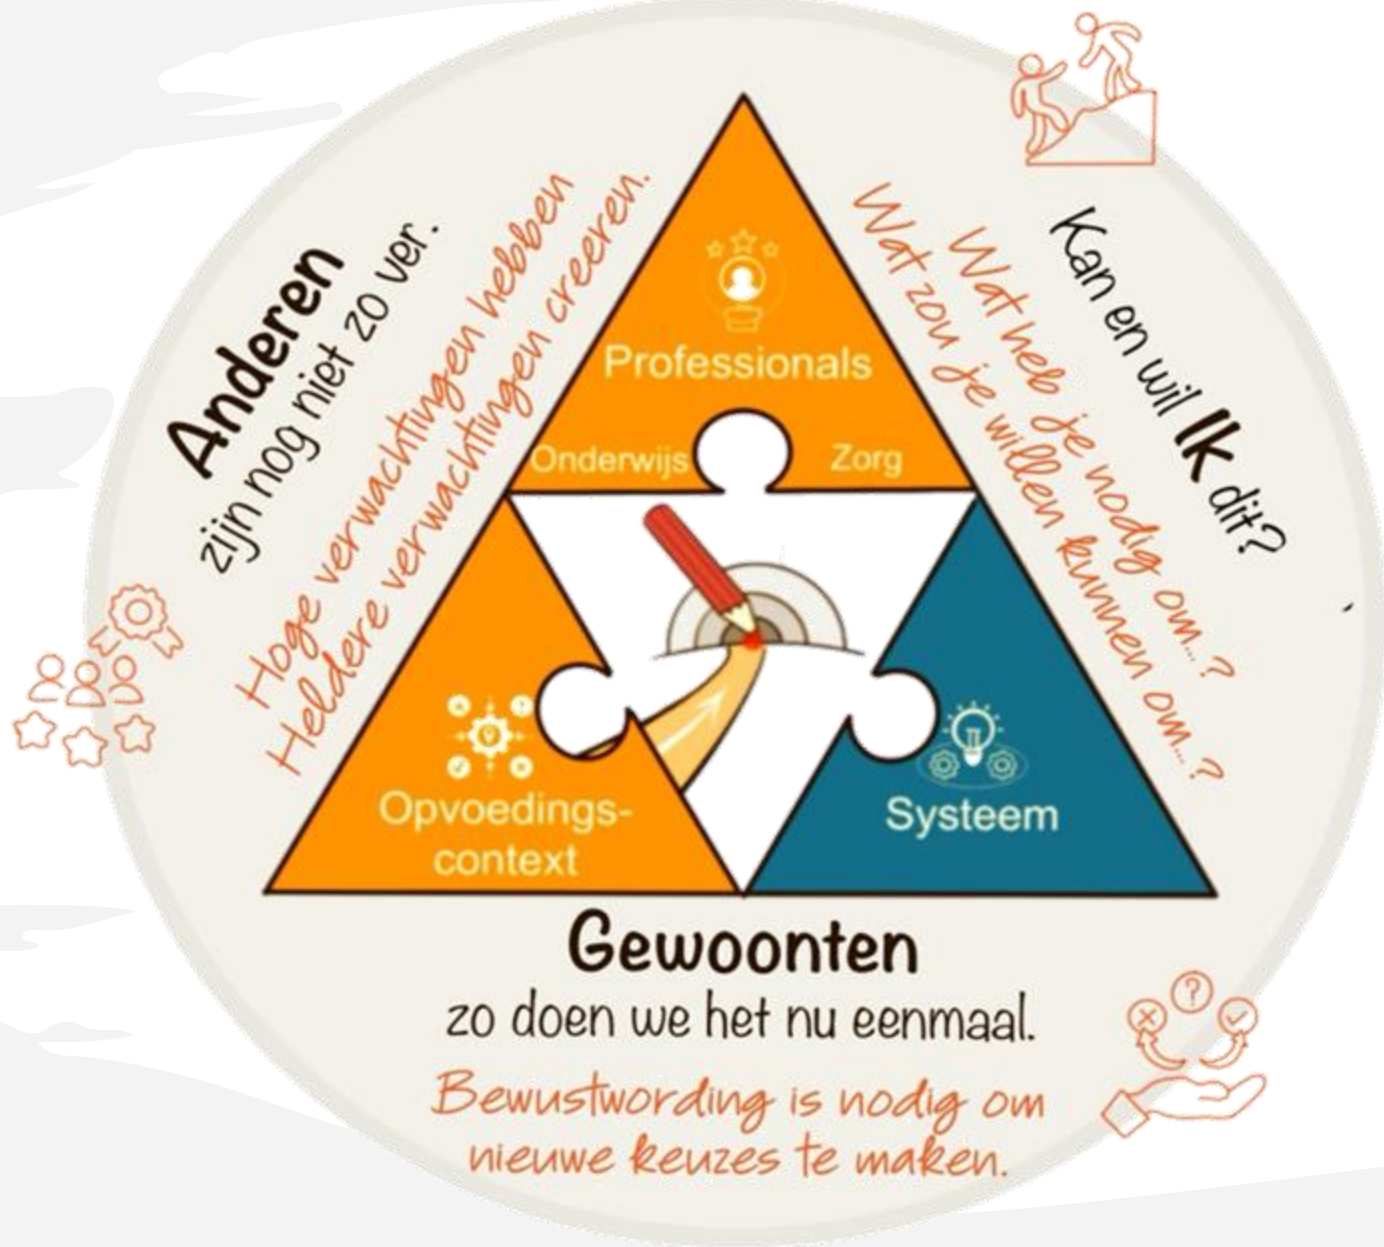 Anderen
zijn nog niet zo ver.
Hoge verwachtingen hebben
Heldere verwachtingen creeren.
Professionals
Onderwijs
Zorg
Kan en wil Ik dit?
Wat heb je nodig om...?
Wat zou je willen kunnen om...?
Opvoedings-
context
Systeem
Gewoonten
zo doen we het nu eenmaal.
Bewustwording is nodig om
nieuwe keuzes te maken.
?